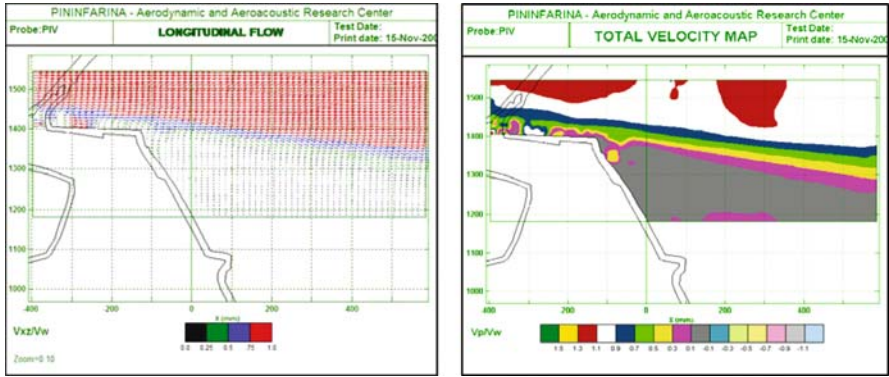 PININFARINA - Aerodynamic and Aeroacoustic Research Center
Probe:PIV
LONGITUDINAL FLOW
Test Date:
Print date: 15-Nov-200
1500
1400
1300
1200
1100
1000
-400
-200
0
200
400
X (mm)
Vxz/Vw
0.0 0.25 0.5 .75 1.0
Zoom=0.10
PININFARINA - Aerodynamic and Aeroacoustic Research Center
Probe:PIV
TOTAL VELOCITY MAP
Test Date:
Print date: 15-Nov-200
1500
1400
1300
1200
1100
1000
-400
-200
0
200
400
X (mm)
Vp/Vw
1.5 1.3 1.1 0.9 0.7 0.5 0.3 0.1 -0.1 -0.3 -0.5 -0.7 -0.9 -1.1